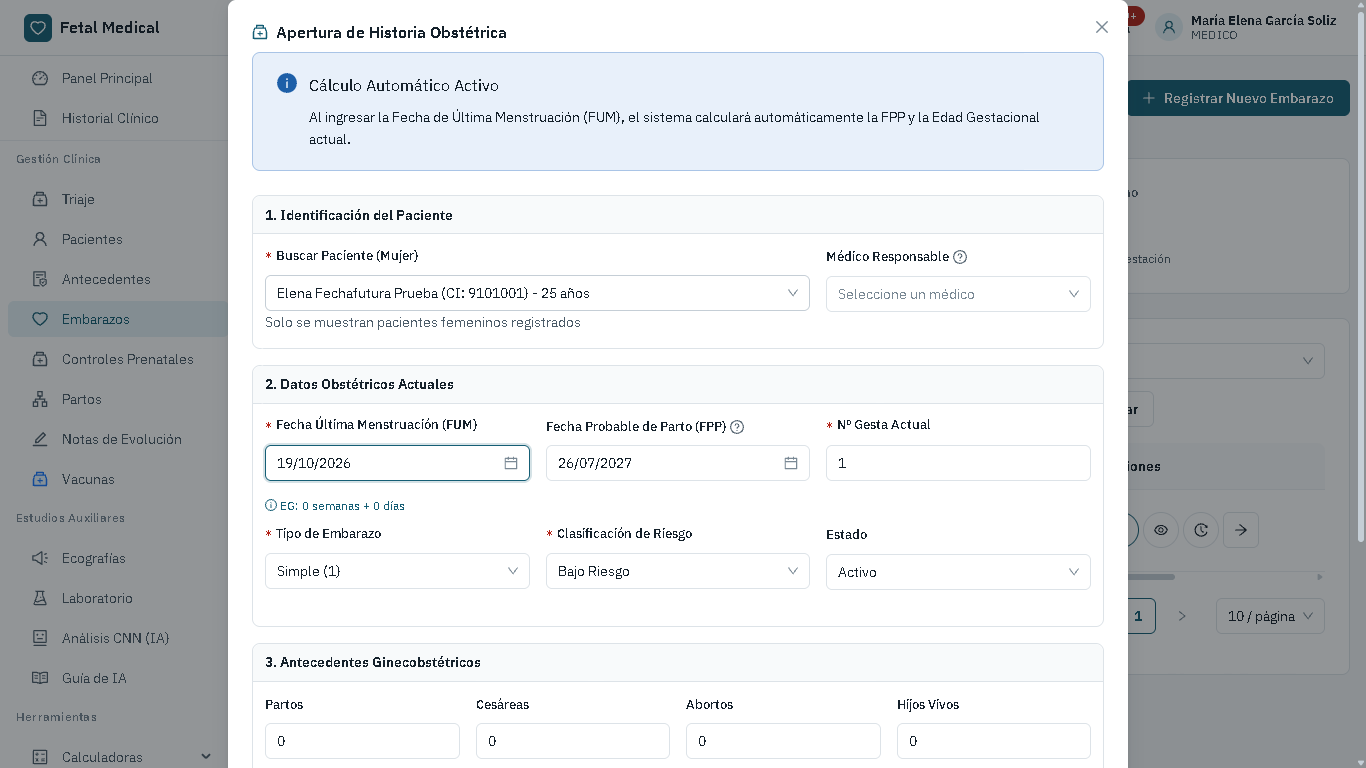 Fetal Medical
Panel Principal
Historial Clínico
Gestión Clínica
Triaje
Pacientes
Antecedentes
Embarazos
Controles Prenatales
Partos
Notas de Evolución
Vacunas
Estudios Auxiliares
Ecografías
Laboratorio
Análisis CNN (IA)
Guía de IA
Herramientas
Calculadoras
Apertura de Historia Obstétrica
Cálculo Automático Activo
Al ingresar la Fecha de Última Menstruación (FUM), el sistema calculará automáticamente la FPP y la Edad Gestacional
actual.
1. Identificación del Paciente
* Buscar Paciente (Mujer)
Médico Responsable
Elena Fechafutura Prueba (CI: 9101001) - 25 años
Seleccione un médico
Solo se muestran pacientes femeninos registrados
2. Datos Obstétricos Actuales
* Fecha Última Menstruación (FUM)
Fecha Probable de Parto (FPP)
* Nº Gesta Actual
19/10/2026
26/07/2027
1
EG: 0 semanas + 0 días
* Tipo de Embarazo
* Clasificación de Riesgo
Estado
Simple (1)
Bajo Riesgo
Activo
3. Antecedentes Ginecobstétricos
Partos
Cesáreas
Abortos
Hijos Vivos
0
0
0
0
María Elena García Soliz
MEDICO
+ Registrar Nuevo Embarazo
estación
ar
iones
1
10 / página